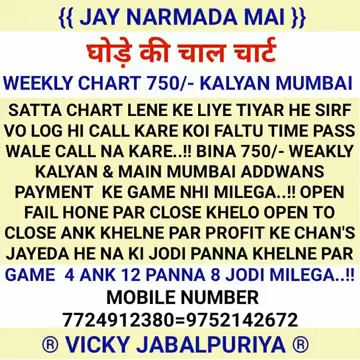 {{ JAY NARMADA MAI }}
घोड़े की चाल चार्ट
WEEKLY CHART 750/- KALYAN MUMBAI
SATTA CHART LENE KE LIYE TIYAR HE SIRF
VO LOG HI CALL KARE KOI FALTU TIME PASS
WALE CALL NA KARE..!! BINA 750/- WEAKLY
KALYAN & MAIN MUMBAI ADDWANS
PAYMENT KE GAME NHI MILEGA..!! OPEN
FAIL HONE PAR CLOSE KHELO OPEN TO
CLOSE ANK KHELNE PAR PROFIT KE CHAN'S
JAYEDA HE NA KI JODI PANNA KHELNE PAR
GAME 4 ANK 12 PANNA 8 JODI MILEGA..!!
MOBILE NUMBER
7724912380=9752142672
® VICKY JABALPURIYA ®